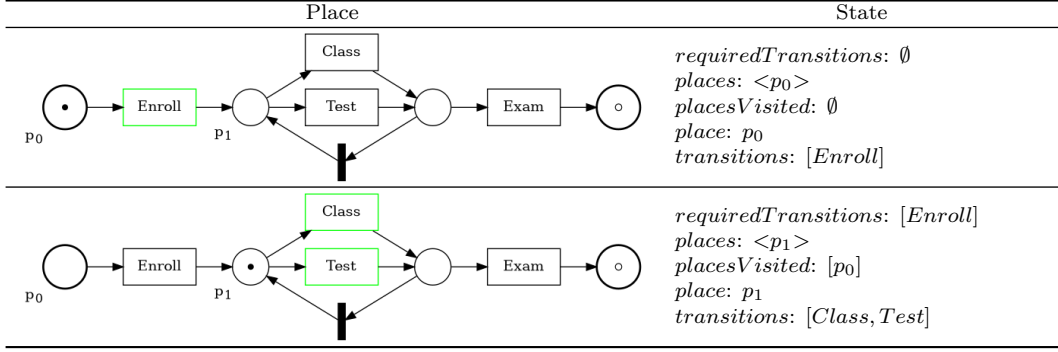 Place State
Class
Enroll Test Exam
p0 p1
requiredTransitions: ∅
places: <p0>
placesVisited: ∅
place: p0
transitions: [Enroll]
Class
Enroll Test Exam
p0 p1
requiredTransitions: [Enroll]
places: <p1>
placesVisited: [p0]
place: p1
transitions: [Class, Test]